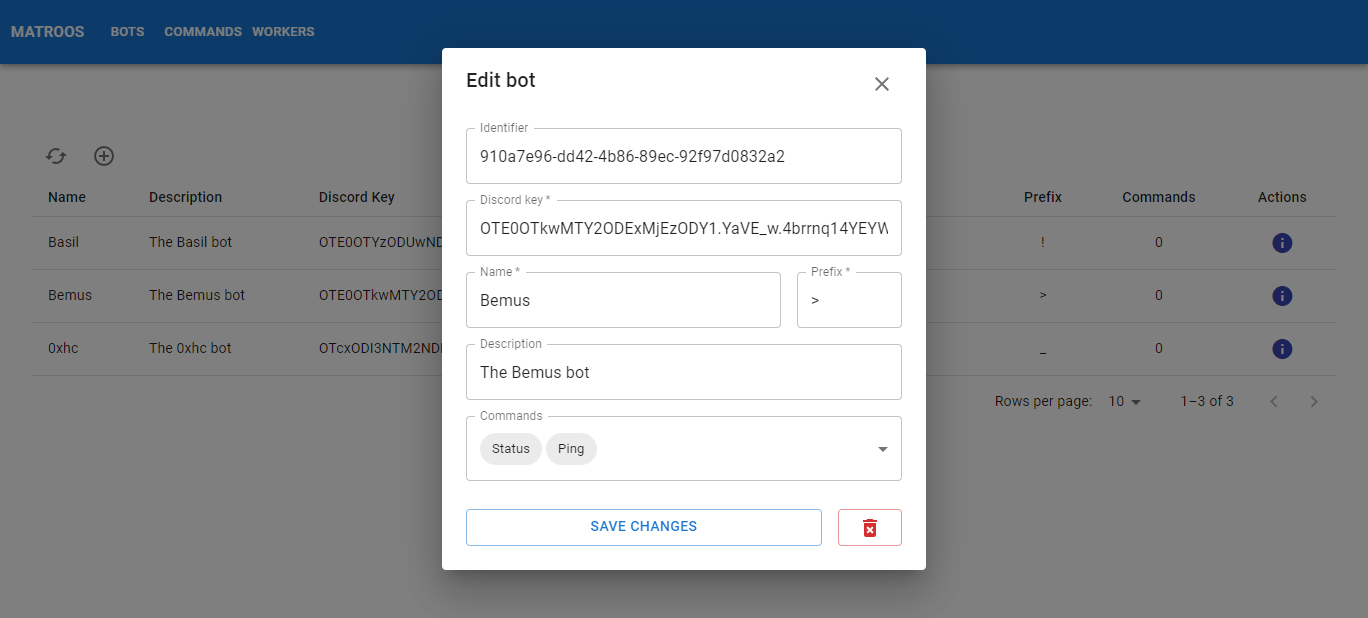 MATROOS BOTS COMMANDS WORKERS
Edit bot
Identifier
910a7e96-dd42-4b86-89ec-92f97d0832a2
Discord key *
OTE0OTkwMTY2ODExMjEzODY1.YaVE_w.4brrnq14YEYW
Name * Prefix *
Bemus >
Description
The Bemus bot
Commands
Status Ping
SAVE CHANGES
Name Description Discord Key Prefix Commands Actions
Basil The Basil bot OTE0OTYzODUwND ! 0
Bemus The Bemus bot OTE0OTkwMTY2OD > 0
0xhc The 0xhc bot OTcxODI3NTM2ND _ 0
Rows per page: 10 1–3 of 3